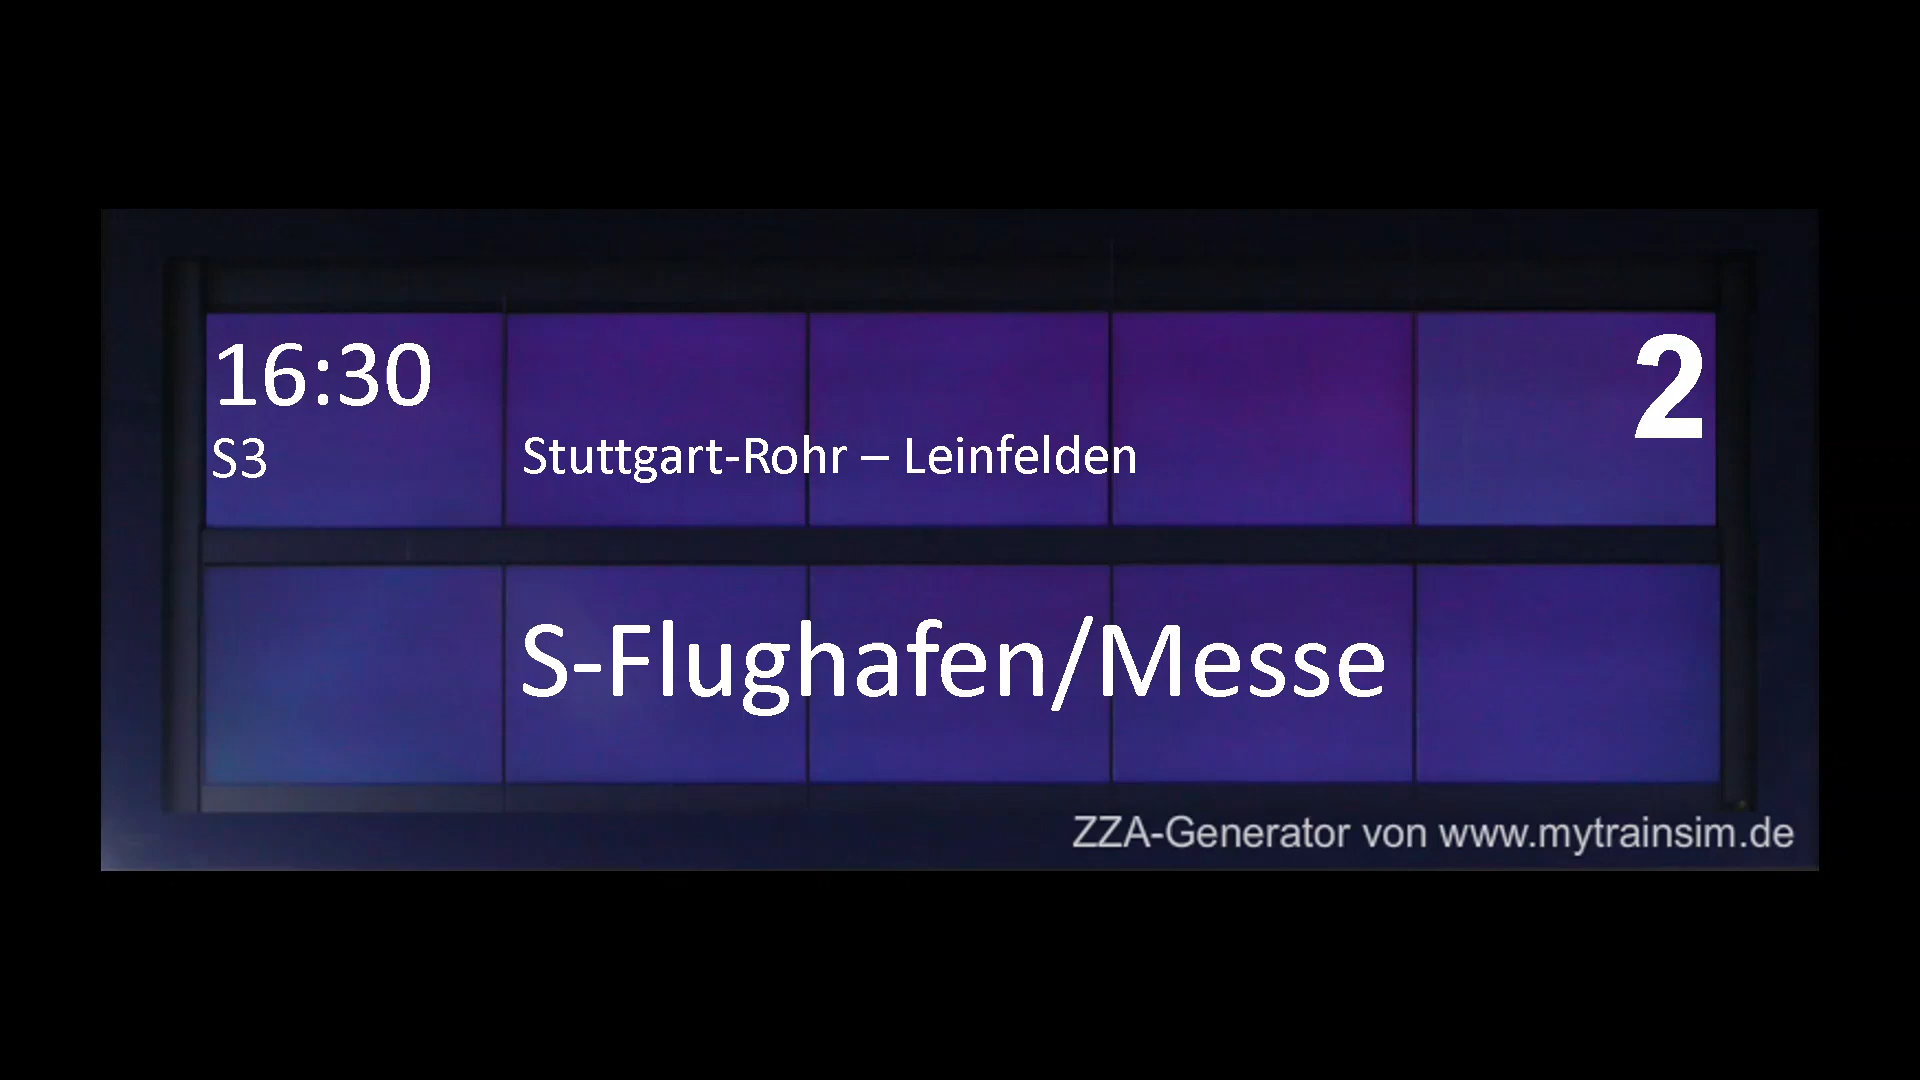 16:30
2
S3 Stuttgart-Rohr – Leinfelden
S-Flughafen/Messe
ZZA-Generator von www.mytrainsim.de